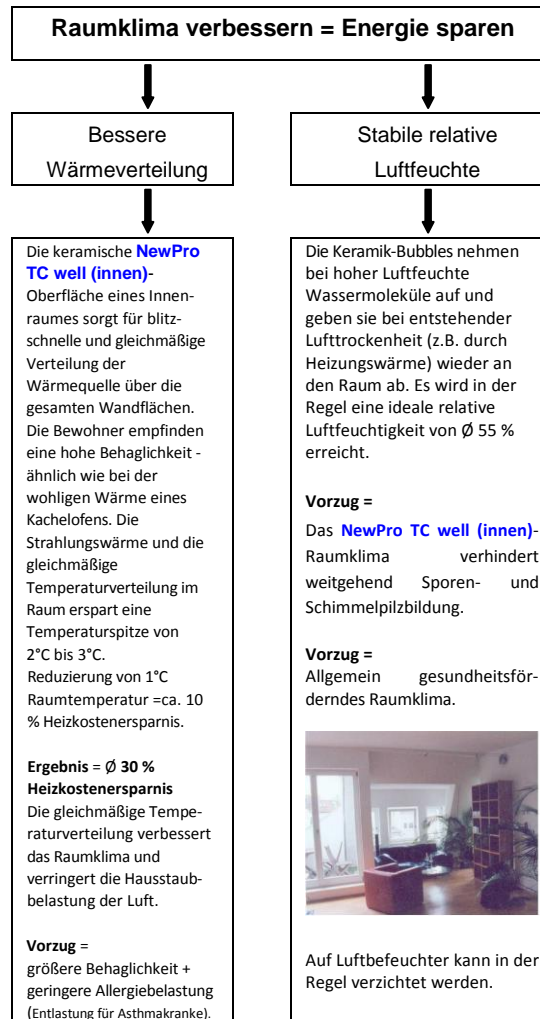 Raumklima verbessern = Energie sparen
Bessere
Wärmeverteilung
Die keramische NewPro
TC well (innen)-
Oberfläche eines Innen-
raumes sorgt für blitz-
schnelle und gleichmäßige
Verteilung der
Wärmequelle über die
gesamten Wandflächen.
Die Bewohner empfinden
eine hohe Behaglichkeit -
ähnlich wie bei der
wohligen Wärme eines
Kachelofens. Die
Strahlungswärme und die
gleichmäßige
Temperaturverteilung im
Raum erspart eine
Temperaturspitze von
2°C bis 3°C.
Reduzierung von 1°C
Raumtemperatur =ca. 10
% Heizkostenersparnis.
Ergebnis = Ø 30 %
Heizkostenersparnis
Die gleichmäßige Tempe-
raturverteilung verbessert
das Raumklima und
verringert die Hausstaub-
belastung der Luft.
Vorzug =
größere Behaglichkeit +
geringere Allergiebelastung
(Entlastung für Asthmakranke).
Stabile relative
Luftfeuchte
Die Keramik-Bubbles nehmen
bei hoher Luftfeuchte
Wassermoleküle auf und
geben sie bei entstehender
Lufttrockenheit (z.B. durch
Heizungswärme) wieder an
den Raum ab. Es wird in der
Regel eine ideale relative
Luftfeuchtigkeit von Ø 55 %
erreicht.
Vorzug =
Das NewPro TC well (innen)-
Raumklima verhindert
weitgehend Sporen- und
Schimmelpilzbildung.
Vorzug =
Allgemein gesundheitsför-
derndes Raumklima.
Auf Luftbefeuchter kann in der
Regel verzichtet werden.